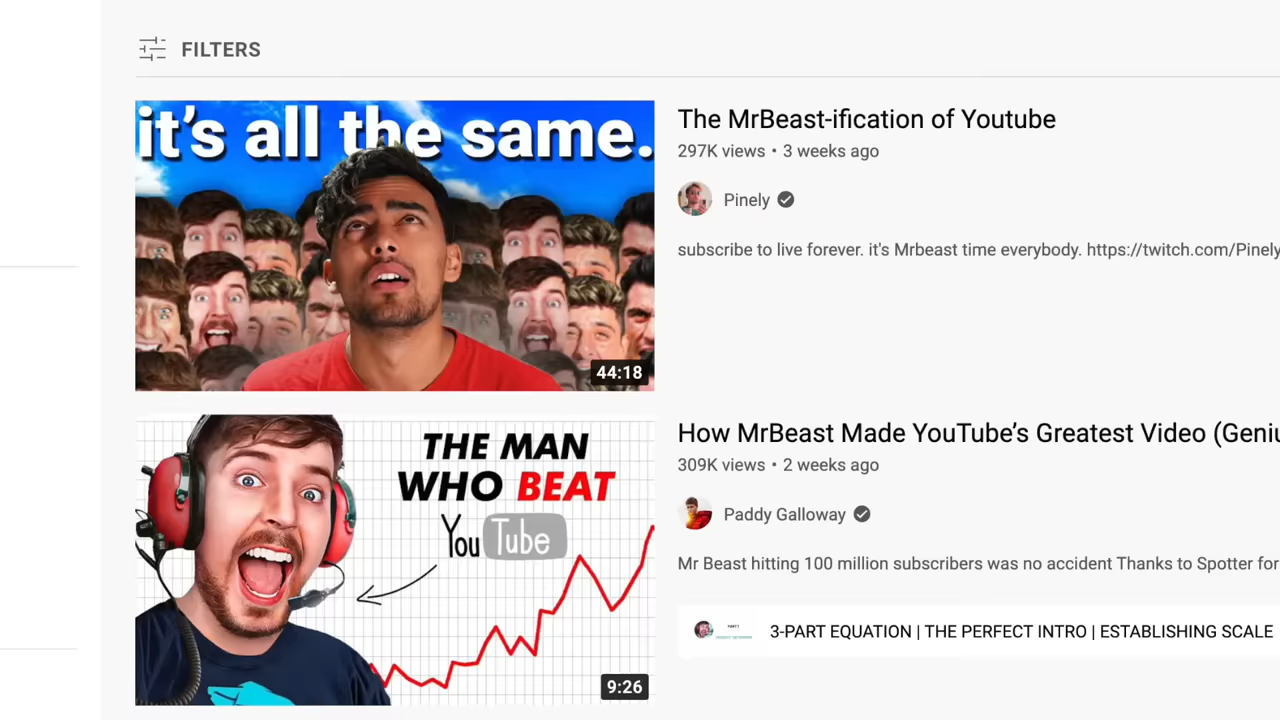 FILTERS
it's all the same.
44:18
The MrBeast-ification of Youtube
297K views • 3 weeks ago
Pinely
subscribe to live forever. it's Mrbeast time everybody. https://twitch.com/Pinely
THE MAN
WHO BEAT
YouTube
9:26
How MrBeast Made YouTube's Greatest Video (Geniu
309K views • 2 weeks ago
Paddy Galloway
Mr Beast hitting 100 million subscribers was no accident Thanks to Spotter for
3-PART EQUATION | THE PERFECT INTRO | ESTABLISHING SCALE